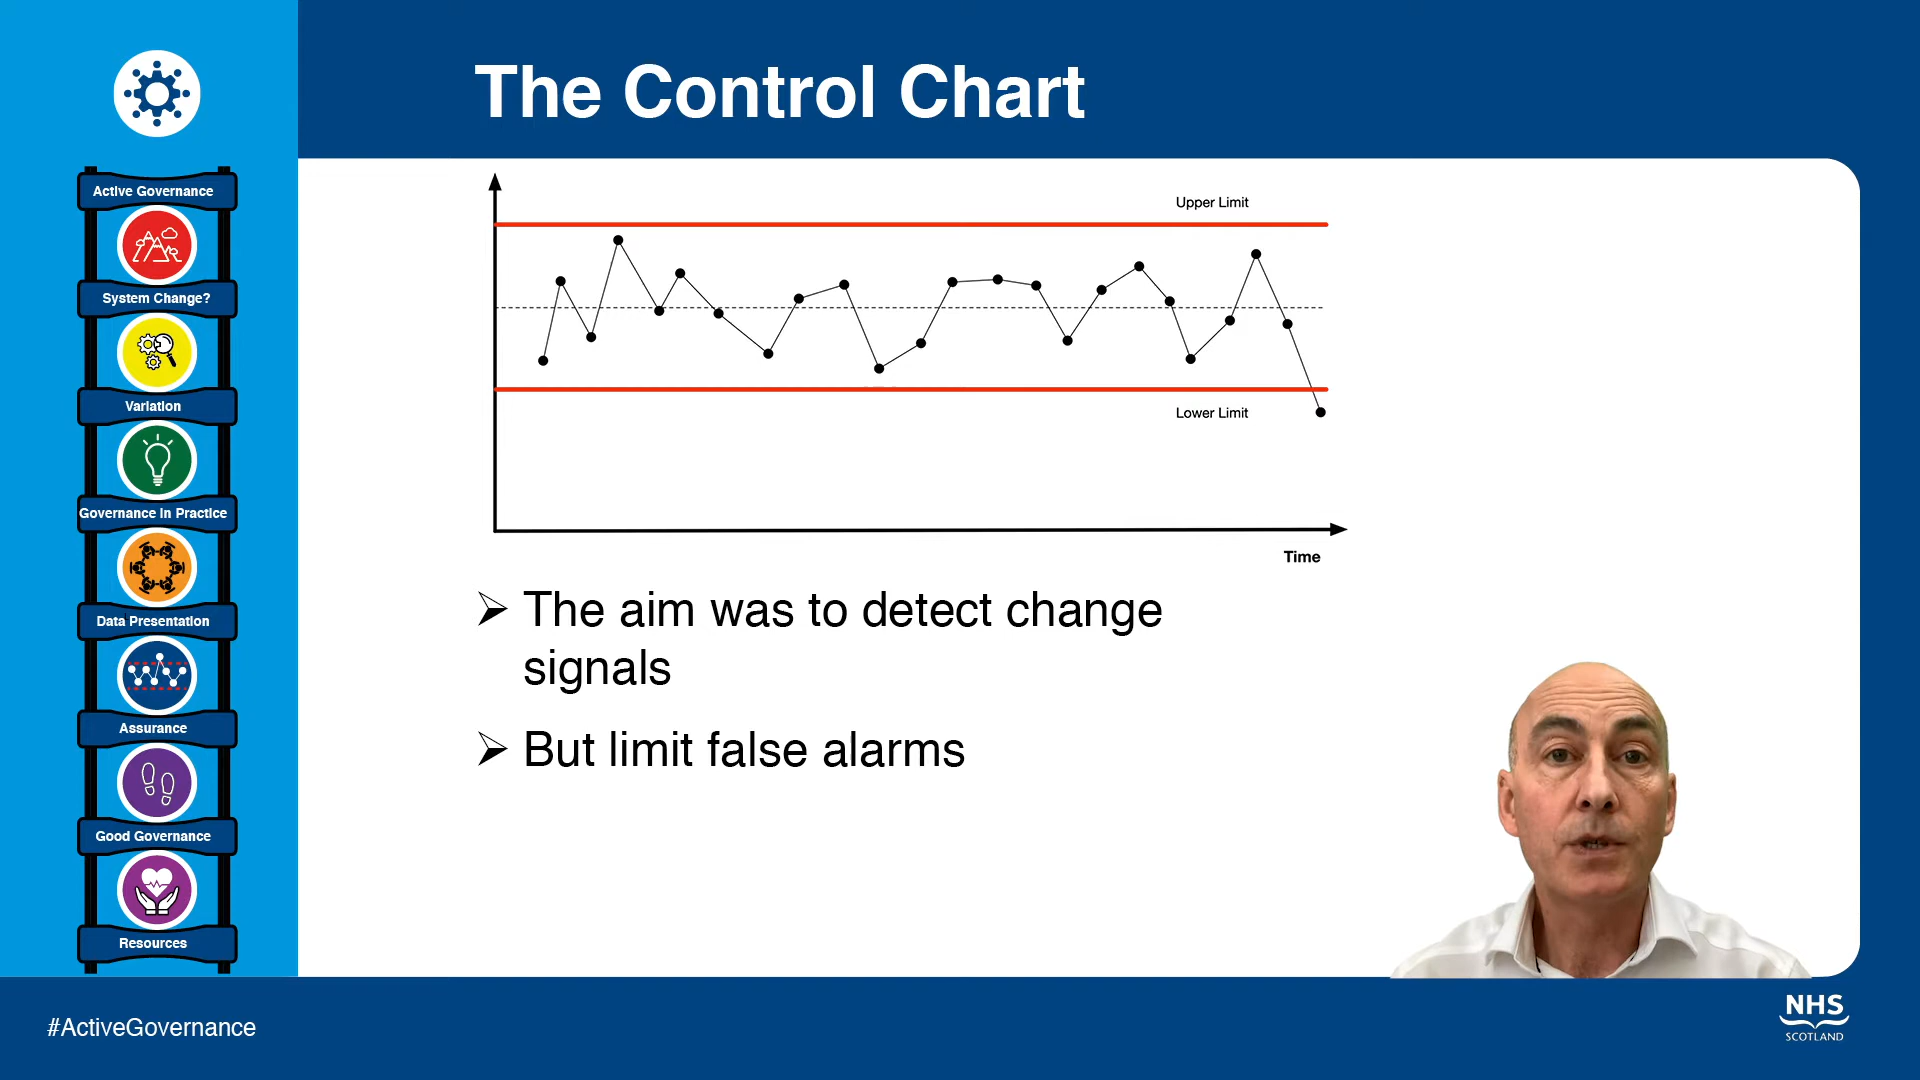 The Control Chart
Active Governance
System Change?
Variation
Governance in Practice
Data Presentation
Assurance
Good Governance
Resources
Upper Limit
Lower Limit
Time
➢ The aim was to detect change
signals
➢ But limit false alarms
#ActiveGovernance
NHS
SCOTLAND